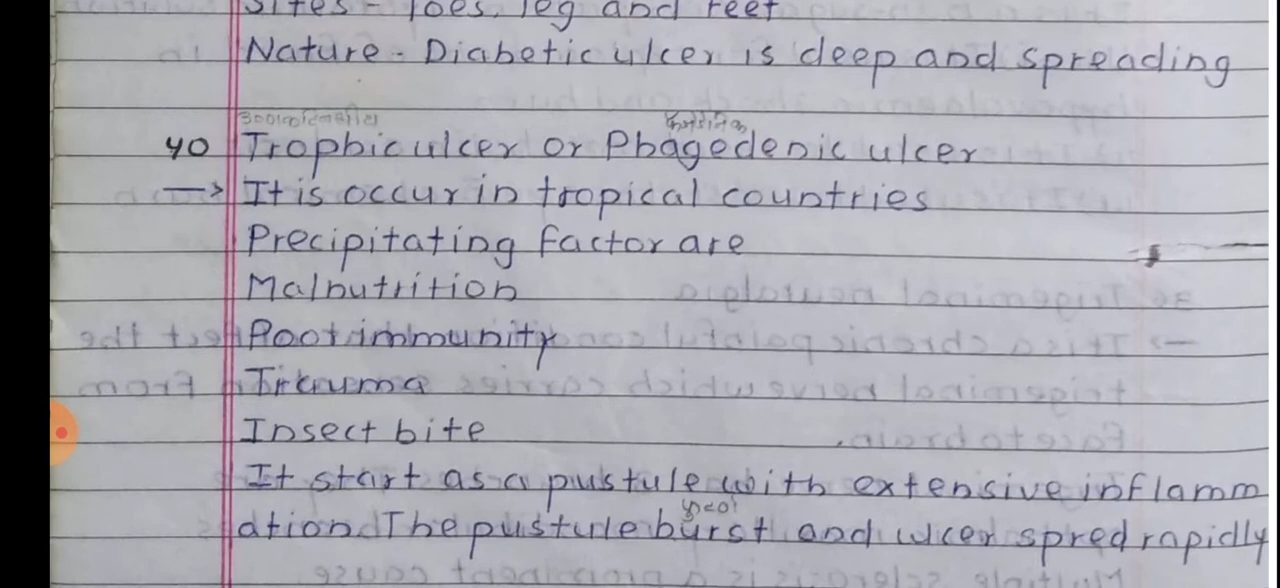 Sites - Toes, leg and feet
Nature - Diabetic ulcer is deep and spreading
40 Trophic ulcer or Phagedenic ulcer
→ It is occur in tropical countries
Precipitating factor are
Malnutrition
Poor immunity
Trauma
Insect bite
It start as a pustule with extensive inflamm
ation. The pustule burst and ulcer spred rapidly